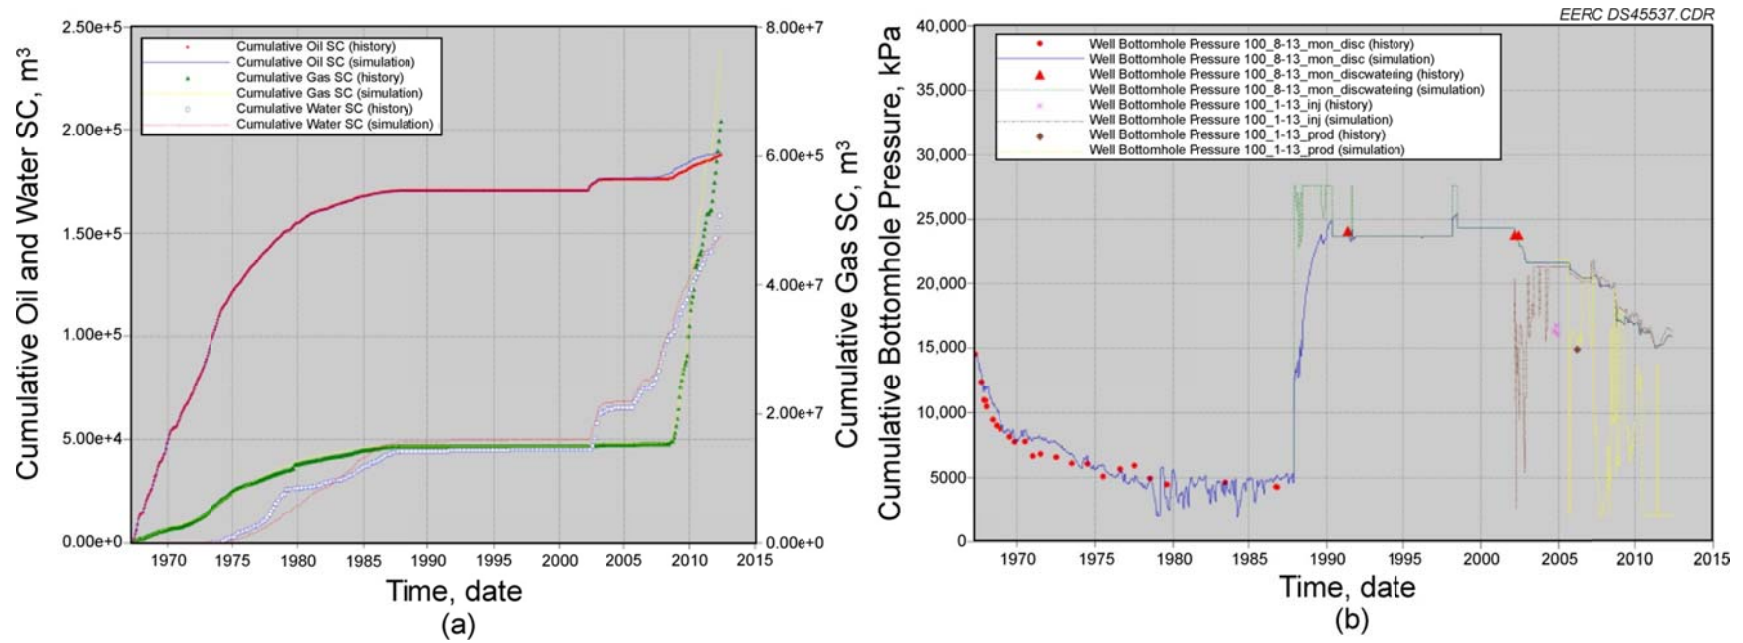 EERC DS45537.CDR
Cumulative Oil and Water SC, m³
2.50e+5
2.00e+5
1.50e+5
1.00e+5
5.00e+4
0.00e+0
Cumulative Oil SC (history)
Cumulative Oil SC (simulation)
Cumulative Gas SC (history)
Cumulative Gas SC (simulation)
Cumulative Water SC (history)
Cumulative Water SC (simulation)
8.00e+7
6.00e+5
4.00e+7
2.00e+7
0.00e+0
Cumulative Gas SC, m³
1970 1975 1980 1985 1990 1995 2000 2005 2010 2015
Time, date
(a)
Cumulative Bottomhole Pressure, kPa
40,000
35,000
30,000
25,000
20,000
15,000
10,000
5000
0
Well Bottomhole Pressure 100_8-13_mon_disc (history)
Well Bottomhole Pressure 100_8-13_mon_disc (simulation)
Well Bottomhole Pressure 100_8-13_mon_discwatering (history)
Well Bottomhole Pressure 100_8-13_mon_discwatering (simulation)
Well Bottomhole Pressure 100_1-13_inj (history)
Well Bottomhole Pressure 100_1-13_inj (simulation)
Well Bottomhole Pressure 100_1-13_prod (history)
Well Bottomhole Pressure 100_1-13_prod (simulation)
1970 1975 1980 1985 1990 1995 2000 2005 2010 2015
Time, date
(b)